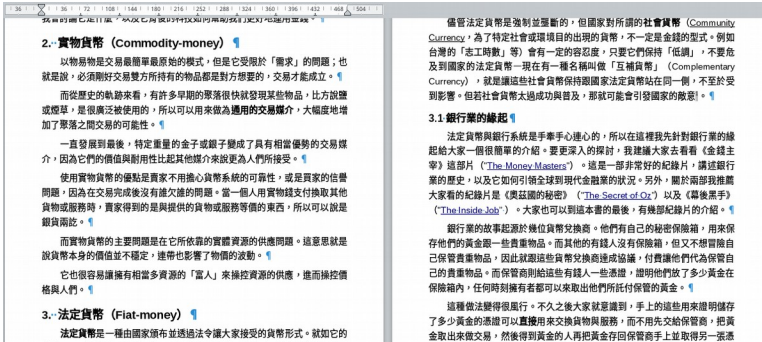 2.··實物貨幣（Commodity-money）¶
以物易物是交易最簡單最原始的模式，但是它受限於「需求」的問題；也
就是說，必須剛好交易雙方所持有的物品都是對方想要的，交易才能成立。¶
而從歷史的軌跡來看，有許多早期的聚落很快就發現某些物品，比方說鹽
或煙草，是很廣泛被使用的，所以可以用來做為通用的交易媒介，大幅度地增
加了聚落之間交易的可能性。¶
一直發展到最後，特定重量的金子或銀子變成了具有相當優勢的交易媒
介，因為它們的價值與耐用性比起其他媒介來說更為人們所接受。¶
使用實物貨幣的優點是賣家不用擔心貨幣系統的可靠性，或是買家的信譽
問題，因為在交易完成後沒有誰欠誰的問題。當一個人用實物錢支付換取其他
貨物或服務時，賣家得到的是與提供的貨物或服務等價的東西，所以可以說是
銀貨兩訖。¶
而實物貨幣的主要問題是在它所依靠的實體資源的供應問題。這意思就是
說貨幣本身的價值並不穩定，連帶也影響了物價的波動。¶
它也很容易讓擁有相當多資源的「富人」來操控資源的供應，進而操控價
格與人們。¶
3.··法定貨幣（Fiat-money）¶
法定貨幣是一種由國家頒布並透過法令讓大家接受的貨幣形式。就如它的
儘管法定貨幣是強制並壟斷的，但國家對所謂的社會貨幣（Community
Currency，為了特定社會或環境目的出現的貨幣，不一定是金錢的型式。例如
台灣的「志工時數」等）會有一定的容忍度，只要它們保持「低調」，不要危
及到國家的法定貨幣—現在有一種名稱叫做「互補貨幣」（Complementary
Currency），就是讓這些社會貨幣保持跟國家法定貨幣站在同一側，不至於受
到影響。但若社會貨幣太過成功與普及，那就可能會引發國家的敵意!。¶
3.1·銀行業的緣起¶
法定貨幣與銀行系統是手牽手心連心的，所以在這裡我先針對銀行業的緣
起給大家一個很簡單的介紹。要更深入的探討，我建議大家去看看《金錢主
宰》這部片（"The Money Masters"）。這是一部非常好的紀錄片，講述銀行
業的歷史，以及它如何引領全球到現代金融業的狀況。另外，關於兩部我推薦
大家看的紀錄片是《奧茲國的秘密》（"The Secret of Oz"）以及《幕後黑手》
（"The·Inside·Job"·）。大家也可以到這本書的最後，有幾部紀錄片的介紹。¶
銀行業的故事起源於幾位貨幣兌換商。他們有自己的秘密保險箱，用來保
存他們的黃金跟一些貴重物品。而其他的有錢人沒有保險箱，但又不想冒險自
己保管貴重物品，因此就跟這些貨幣兌換商達成協議，付費讓他們代為保管自
己的貴重物品。而保管商則給這些有錢人一些憑證，證明他們放了多少黃金在
保險箱內，任何時刻擁有者都可以來取出他們所託付保管的黃金。¶
這種做法變得很風行。不久之後大家就意識到，手上的這些用來證明儲存
了多少黃金的憑證可以直接用來交換貨物與服務，而不用先交給保管商，把黃
金取出來做交易，然後得到黃金的人再把黃金存回保管商手上並取得另一張憑